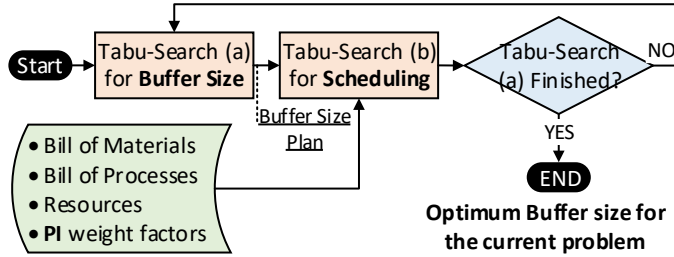 Start
Tabu-Search (a)
for Buffer Size
Buffer Size
Plan
Tabu-Search (b)
for Scheduling
Tabu-Search
(a) Finished?
NO
YES
END
Optimum Buffer size for
the current problem
• Bill of Materials
• Bill of Processes
• Resources
• PI weight factors